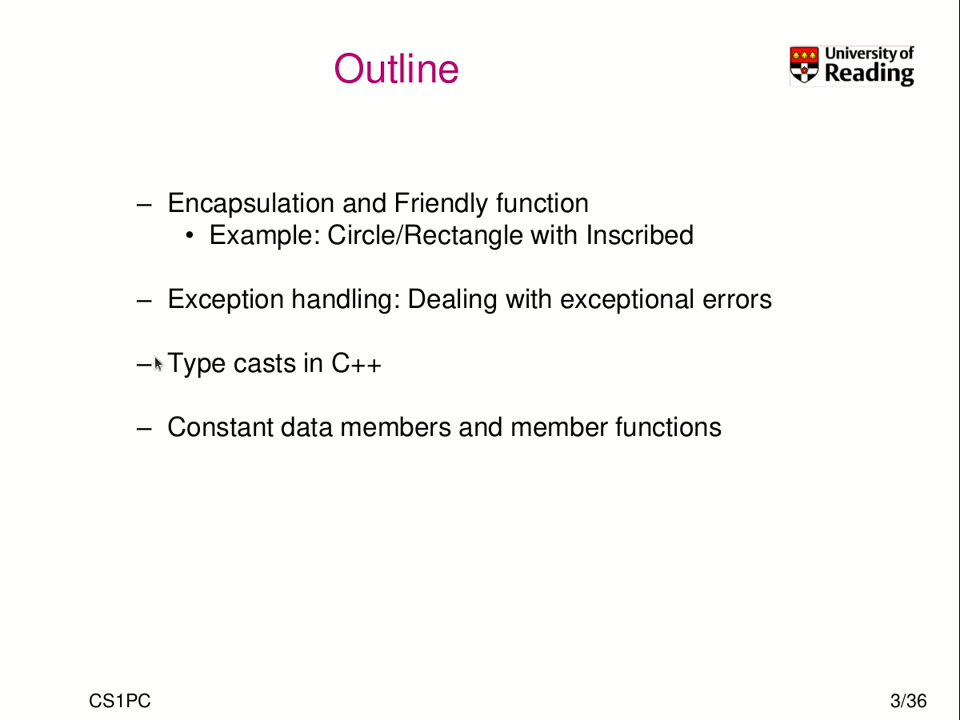 Outline
University of
Reading
– Encapsulation and Friendly function
• Example: Circle/Rectangle with Inscribed
– Exception handling: Dealing with exceptional errors
– Type casts in C++
– Constant data members and member functions
CS1PC
3/36